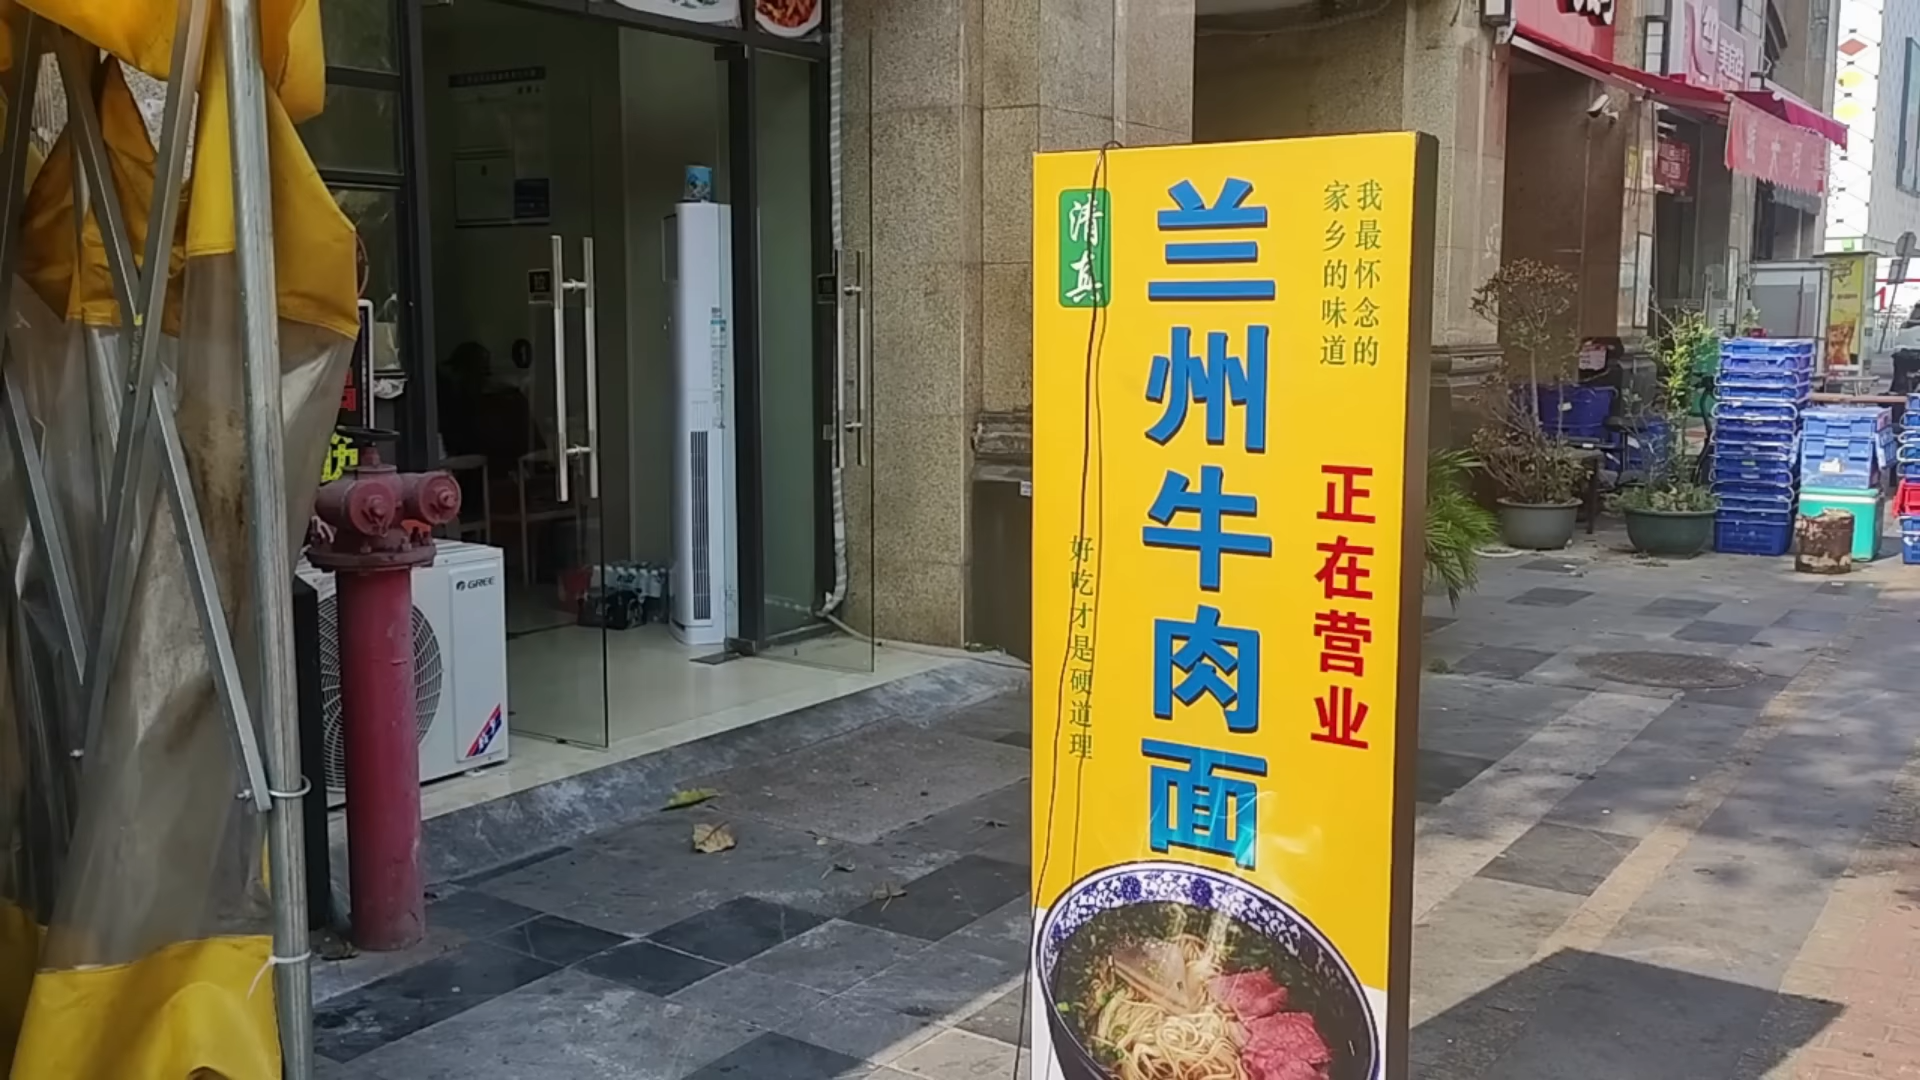 清真
兰州牛肉面
我最怀念的
家乡的味道
正在营业
好吃才是硬道理
GREE